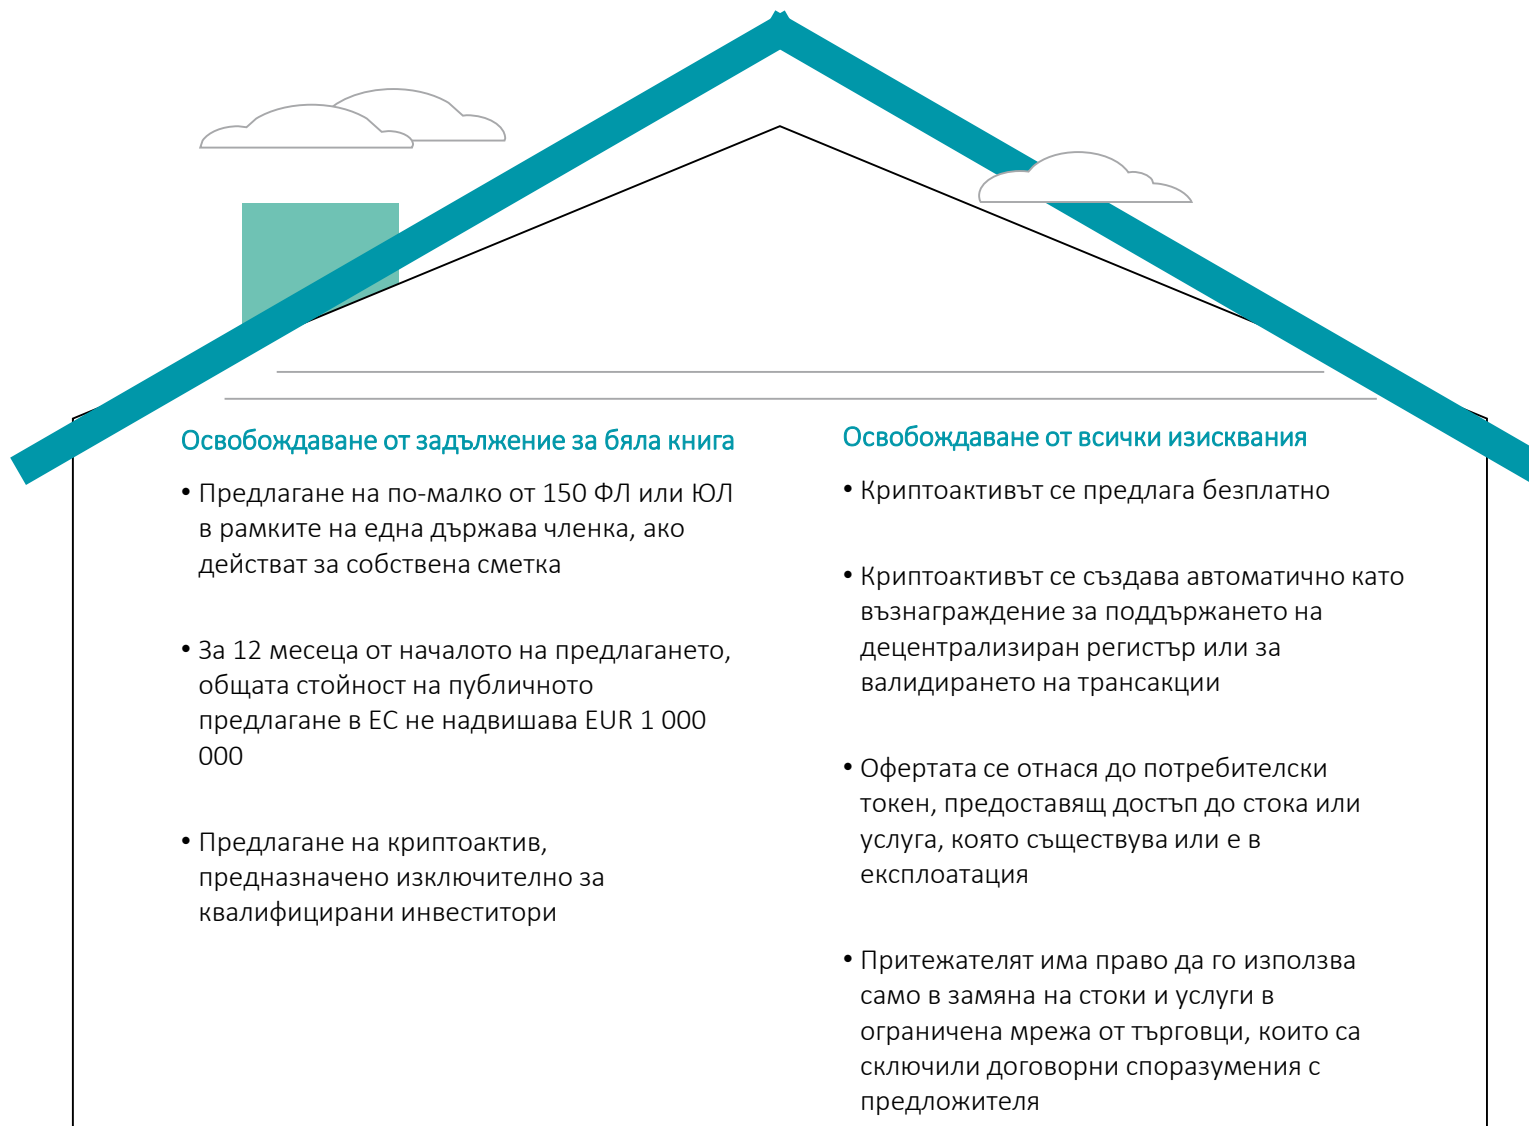 Освобождаване от задължение за бяла книга
• Предлагане на по-малко от 150 ФЛ или ЮЛ
в рамките на една държава членка, ако
действат за собствена сметка
• За 12 месеца от началото на предлагането,
общата стойност на публичното
предлагане в ЕС не надвишава EUR 1 000
000
• Предлагане на криптоактив,
предназначено изключително за
квалифицирани инвеститори
Освобождаване от всички изисквания
• Криптоактивът се предлага безплатно
• Криптоактивът се създава автоматично като
възнаграждение за поддържането на
децентрализиран регистър или за
валидирането на трансакции
• Офертата се отнася до потребителски
токен, предоставящ достъп до стока или
услуга, която съществува или е в
експлоатация
• Притежателят има право да го използва
само в замяна на стоки и услуги в
ограничена мрежа от търговци, които са
сключили договорни споразумения с
предложителя